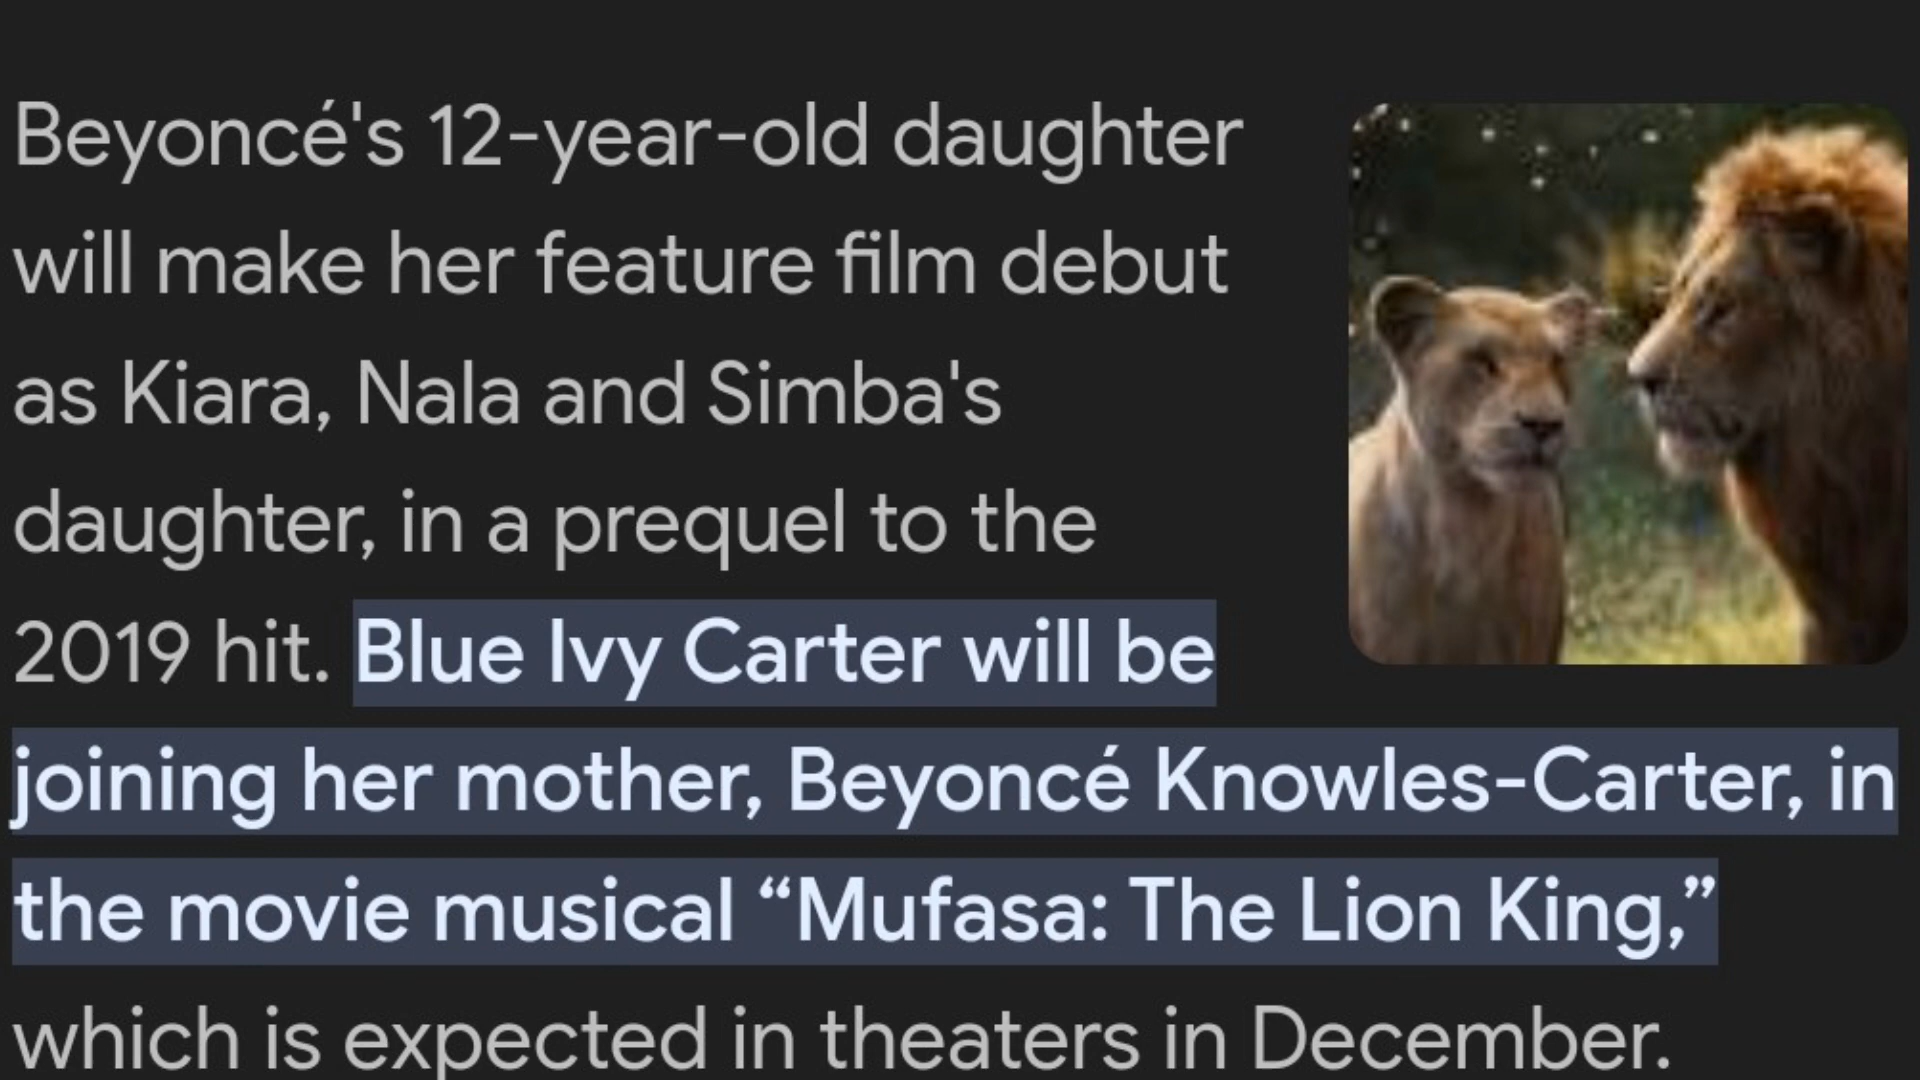 Beyoncé's 12-year-old daughter
will make her feature film debut
as Kiara, Nala and Simba's
daughter, in a prequel to the
2019 hit. Blue Ivy Carter will be
joining her mother, Beyoncé Knowles-Carter, in
the movie musical “Mufasa: The Lion King,”
which is expected in theaters in December.